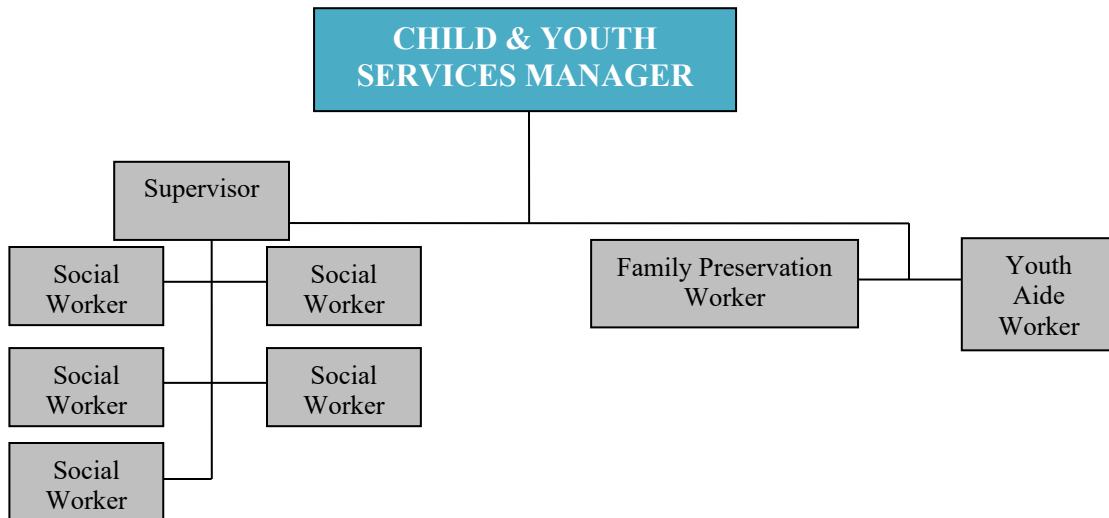 CHILD & YOUTH
SERVICES MANAGER
Supervisor
Social
Worker
Social
Worker
Family Preservation
Worker
Youth
Aide
Worker
Social
Worker
Social
Worker
Social
Worker